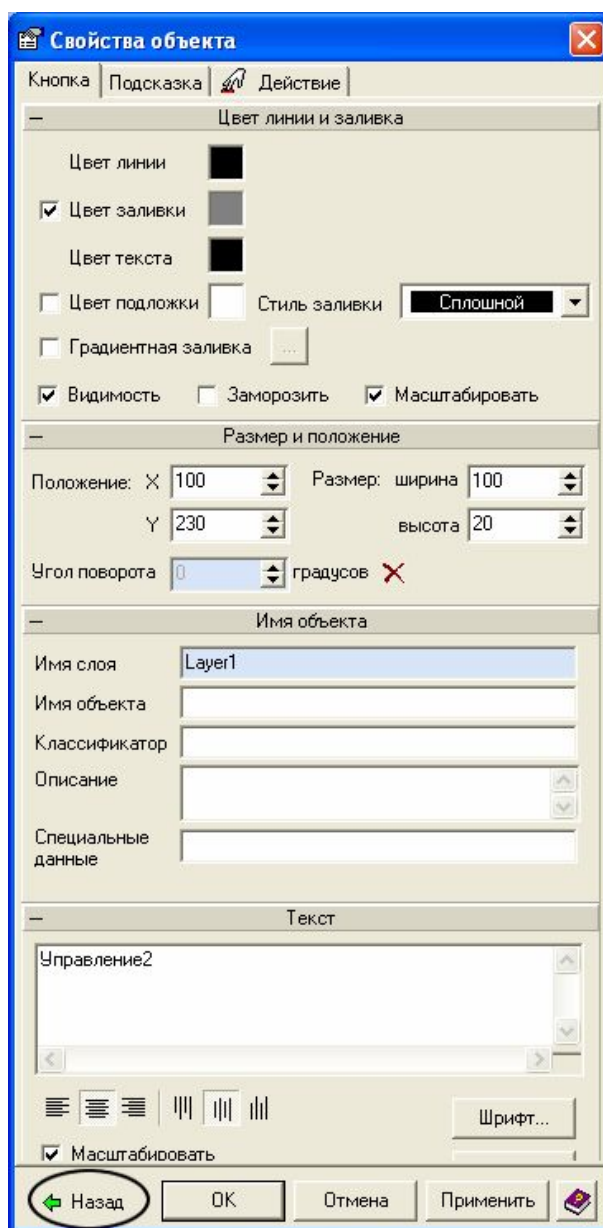 Свойства объекта
Кнопка Подсказка Действие
Цвет линии и заливка
Цвет линии
Цвет заливки
Цвет текста
Цвет подложки Стиль заливки Сплошной
Градиентная заливка ...
Видимость Заморозить Масштабировать
Размер и положение
Положение: X 100 Размер: ширина 100
Y 230 высота 20
Угол поворота 0 градусов
Имя объекта
Имя слоя Layer1
Имя объекта
Классификатор
Описание
Специальные
данные
Текст
Управление2
Шрифт...
Масштабировать
Назад OK Отмена Применить